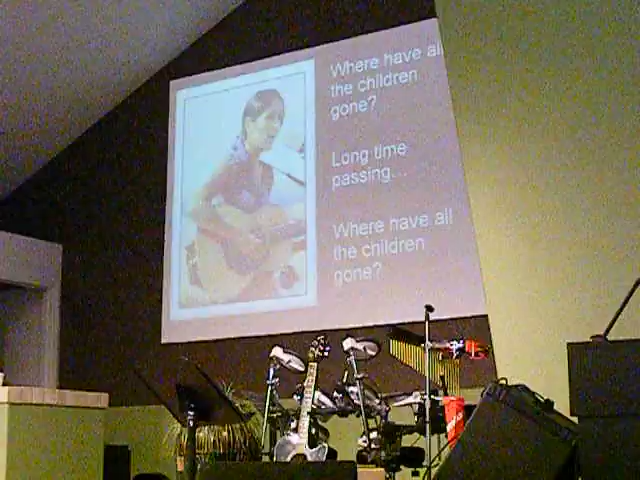 Where have all
the children
gone?
Long time
passing...
Where have all
the children
gone?